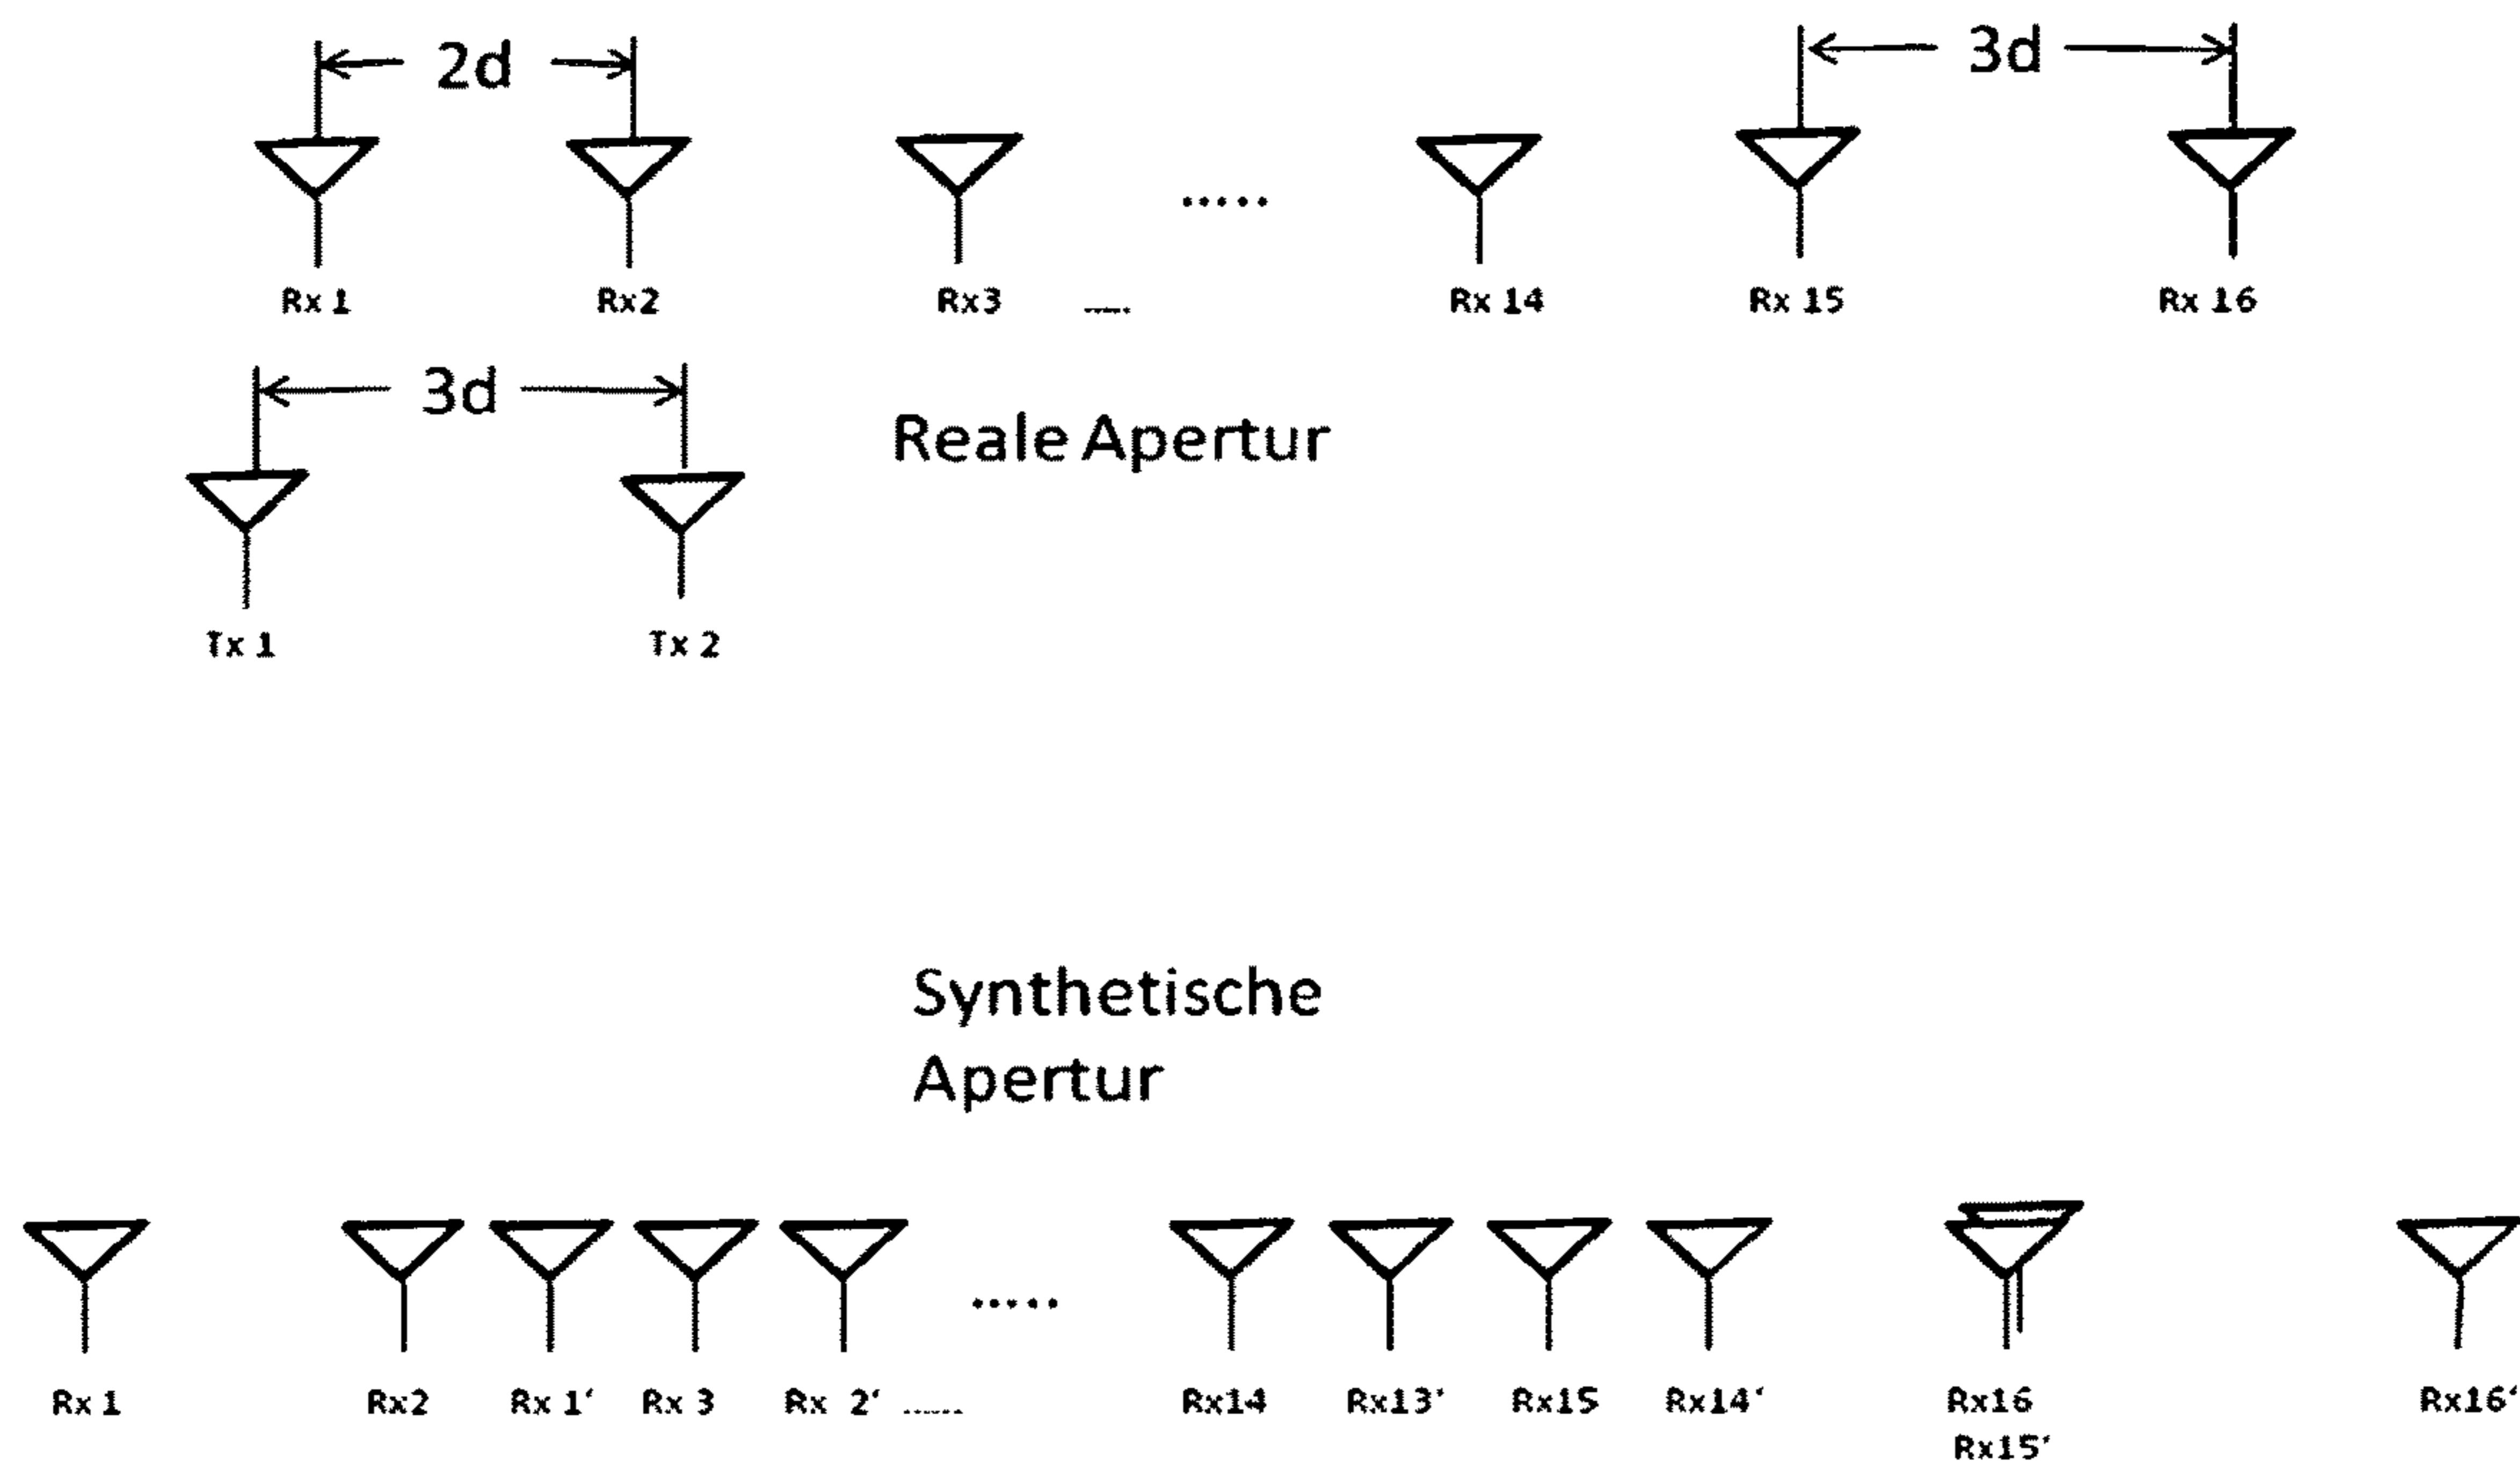 2d 3d
Rx 1 Rx2 Rx3 Rx 14 Rx 15 Rx 16
3d
Reale Apertur
Tx 1 Tx 2
Synthetische
Apertur
Rx 1 Rx2 Rx 1' Rx 3 Rx 2' Rx14 Rx13' Rx15 Rx14' Rx16 Rx16'
Rx15'